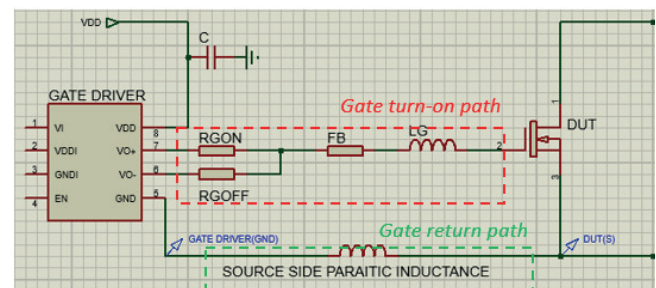 VDD
C
GATE DRIVER
Gate turn-on path
1 VI VDD 8
2 VDDI VO+ 7
3 GNDI VO- 6
4 EN GND 5
RGON
FB
LG
2
1
DUT
3
RGOFF
GATE DRIVER(GND)
Gate return path
DUT(S)
SOURCE SIDE PARAITIC INDUCTANCE